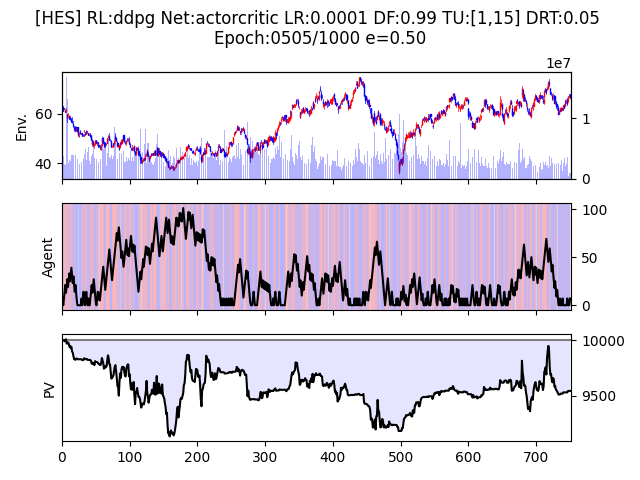 [HES] RL:ddpg Net:actorcritic LR:0.0001 DF:0.99 TU:[1,15] DRT:0.05
Epoch:0505/1000 e=0.50
1e7
Env.
60
40
1
0
Agent
100
50
0
PV
10000
9500
0 100 200 300 400 500 600 700